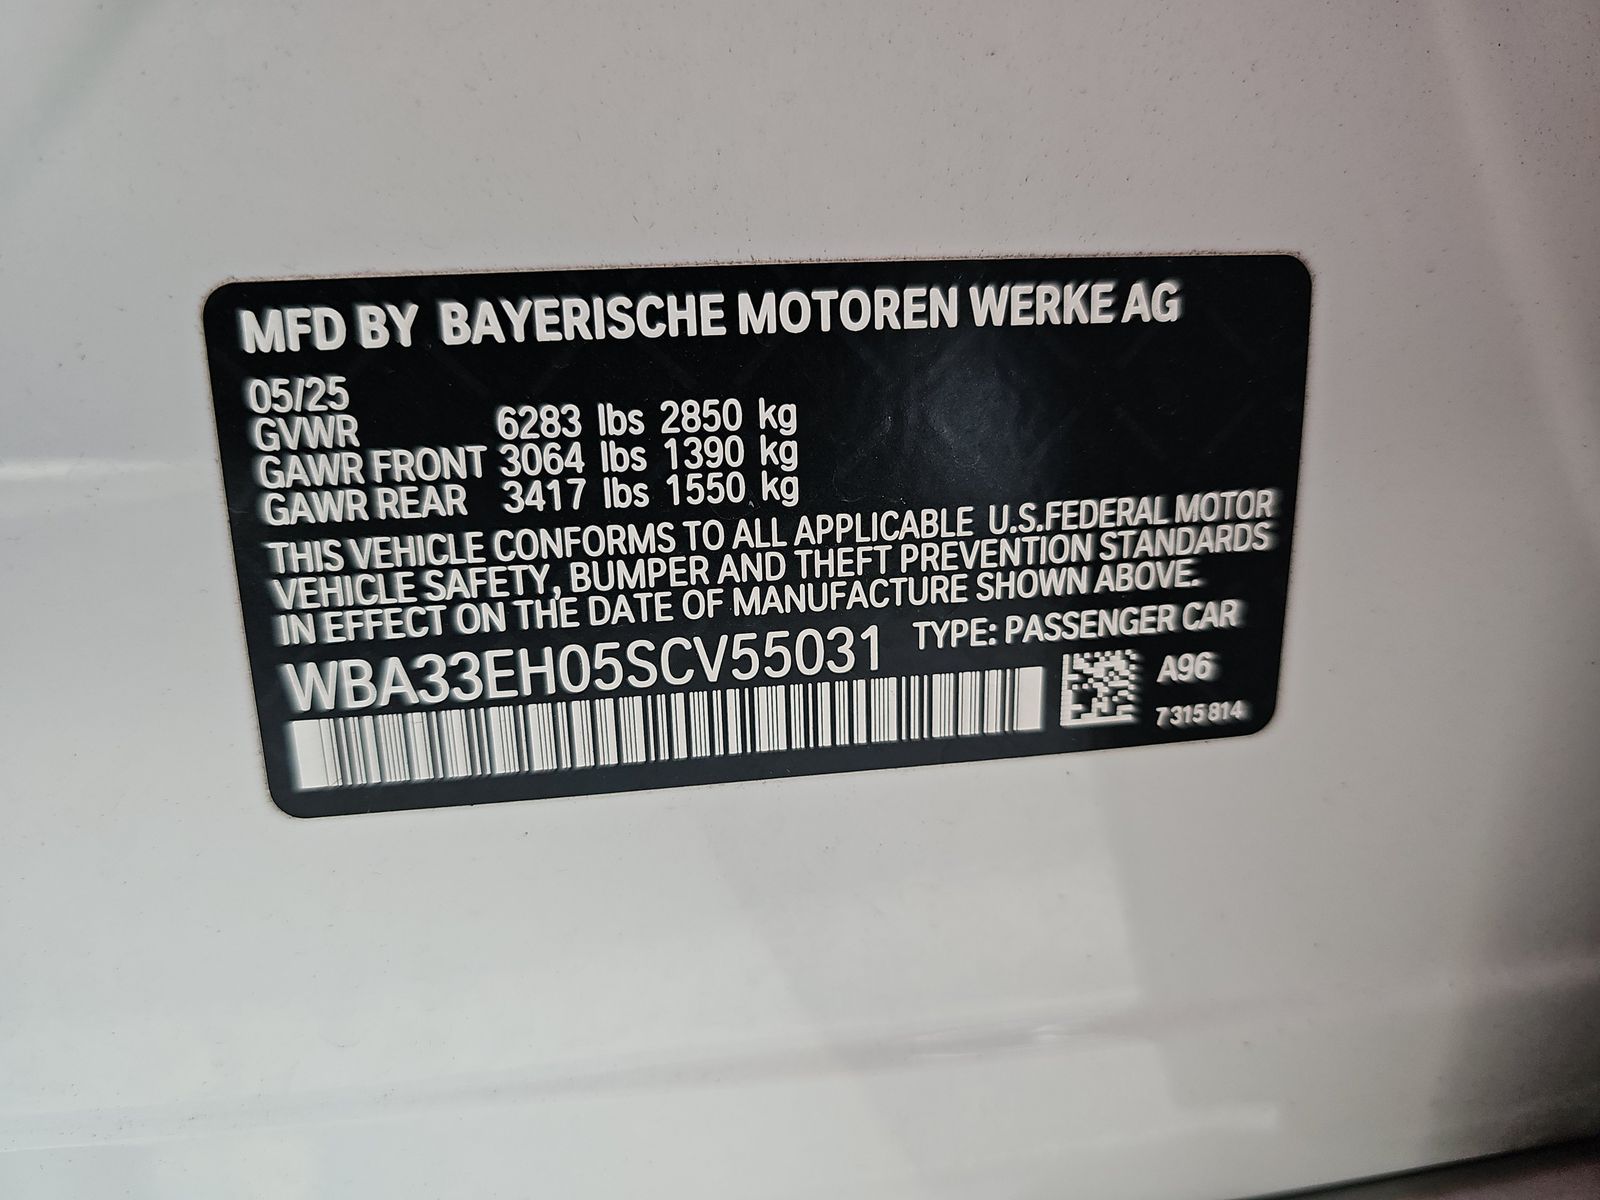 MFD BY BAYERISCHE MOTOREN WERKE AG
05/25
GVWR 6283 lbs 2850 kg
GAWR FRONT 3064 lbs 1390 kg
GAWR REAR 3417 lbs 1550 kg
THIS VEHICLE CONFORMS TO ALL APPLICABLE U.S.FEDERAL MOTOR
VEHICLE SAFETY, BUMPER AND THEFT PREVENTION STANDARDS
IN EFFECT ON THE DATE OF MANUFACTURE SHOWN ABOVE.
WBA33EH05SCV55031 TYPE: PASSENGER CAR
A96
7 315 814